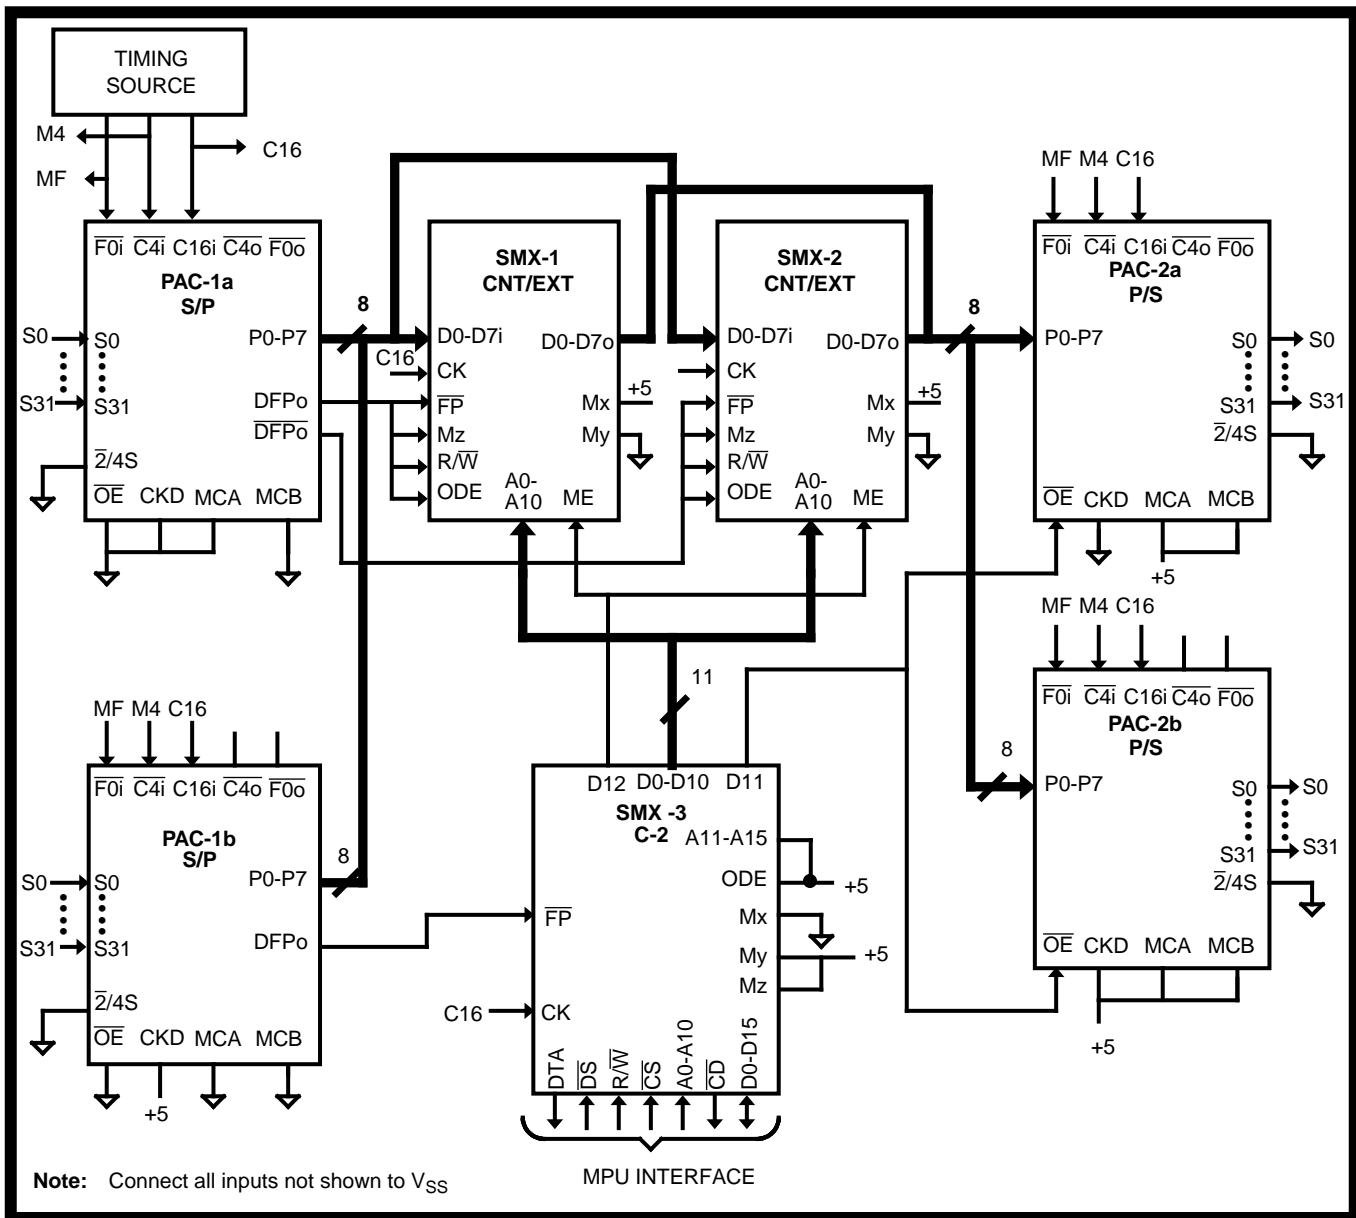 TIMING
SOURCE
M4
C16
MF
MF M4 C16
F0i C4i C16i C4o F0o
PAC-1a
S/P
S0
S0
P0-P7
S31
S31
DFPo
DFPo
2/4S
OE CKD MCA MCB
8
C16
SMX-1
CNT/EXT
D0-D7i
D0-D7o
CK
FP
Mx
+5
Mz
My
R/W
ODE
A0-
A10
ME
SMX-2
CNT/EXT
D0-D7i
D0-D7o
CK
FP
Mx
+5
Mz
My
R/W
ODE
A0-
A10
ME
8
F0i C4i C16i C4o F0o
PAC-2a
P/S
P0-P7
S0
S0
S31
S31
2/4S
OE CKD MCA MCB
+5
MF M4 C16
F0i C4i C16i C4o F0o
PAC-2b
P/S
8
P0-P7
S0
S0
S31
S31
2/4S
OE CKD MCA MCB
+5
MF M4 C16
F0i C4i C16i C4o F0o
PAC-1b
S/P
8
S0
S0
P0-P7
S31
S31
DFPo
2/4S
OE CKD MCA MCB
+5
11
D12 D0-D10 D11
SMX -3
C-2
A11-A15
ODE
+5
FP
Mx
My
+5
Mz
C16
CK
DTA
DS
R/W
CS
A0-A10
CD
D0-D15
MPU INTERFACE
Note: Connect all inputs not shown to VSS